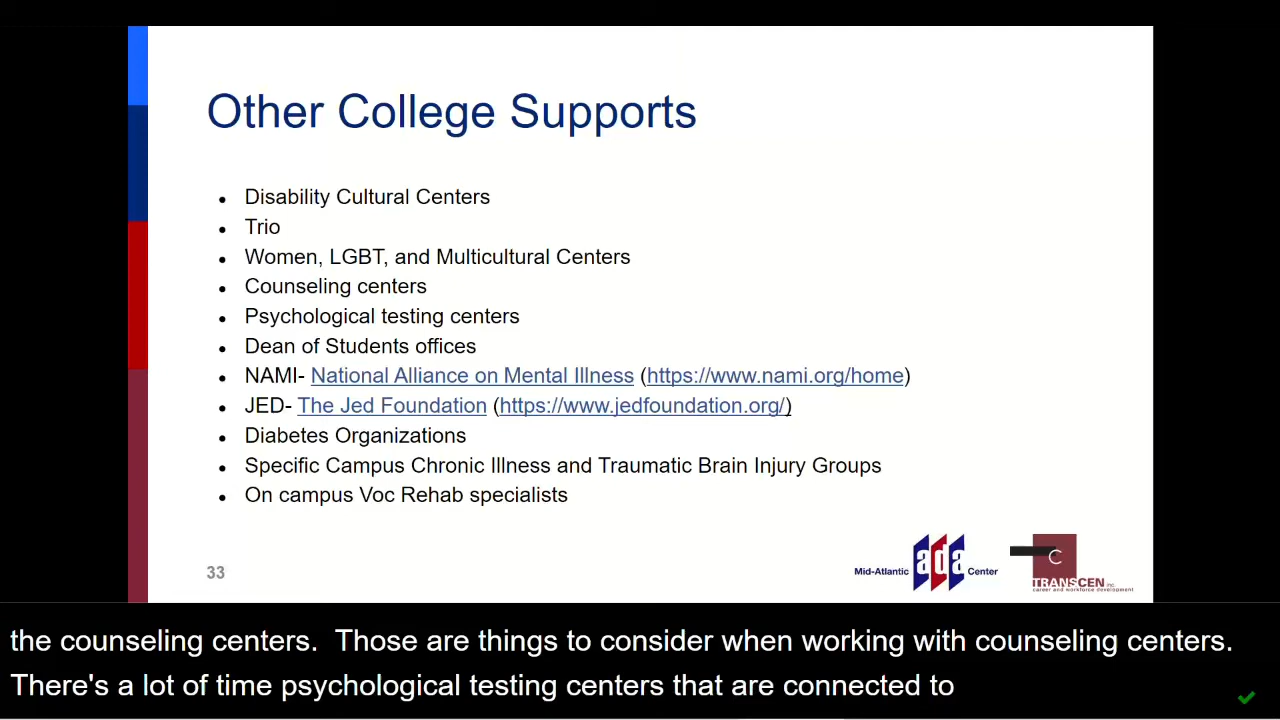 Other College Supports
• Disability Cultural Centers
• Trio
• Women, LGBT, and Multicultural Centers
• Counseling centers
• Psychological testing centers
• Dean of Students offices
• NAMI- National Alliance on Mental Illness (https://www.nami.org/home)
• JED- The Jed Foundation (https://www.jedfoundation.org/)
• Diabetes Organizations
• Specific Campus Chronic Illness and Traumatic Brain Injury Groups
• On campus Voc Rehab specialists
33
Mid-Atlantic ada Center
C
TRANSCEN inc.
career and workforce development
the counseling centers.  Those are things to consider when working with counseling centers.
There's a lot of time psychological testing centers that are connected to